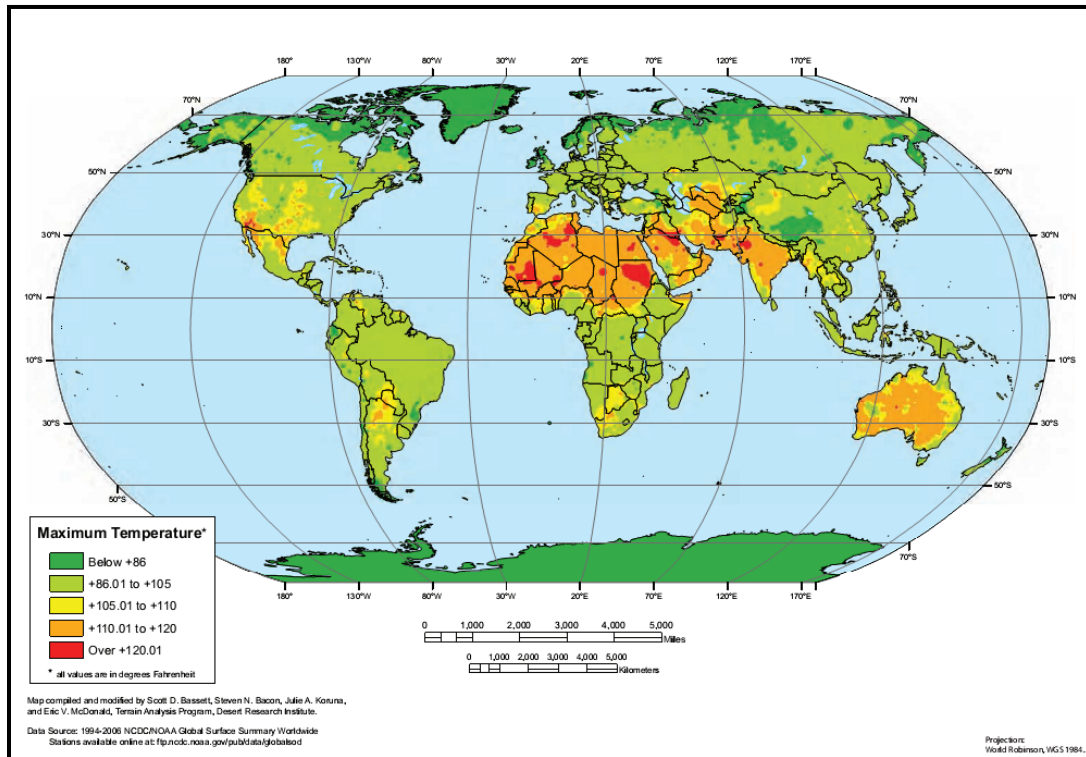 180° 130°W 80°W 30°W 20°E 70°E 120°E 170°E
70°N 70°N
50°N 50°N
30°N 30°N
10°N 10°N
10°S 10°S
30°S 30°S
50°S 50°S
70°S
180° 130°W 80°W 30°W 20°E 70°E 120°E 170°E
Maximum Temperature*
Below +86
+86.01 to +105
+105.01 to +110
+110.01 to +120
Over +120.01
* all values are in degrees Fahrenheit
0 1,000 2,000 3,000 4,000 5,000
Miles
0 1,000 2,000 3,000 4,000 5,000
Kilometers
Map compiled and modified by Scott D. Bassett, Steven N. Bacon, Julie A. Koruna,
and Eric V. McDonald, Terrain Analysis Program, Desert Research Institute.
Data Source: 1994-2006 NCDC/NOAA Global Surface Summary Worldwide
Stations available online at: ftp.ncdc.noaa.gov/pub/data/globalsod
Projection:
World Robinson, WGS 1984.